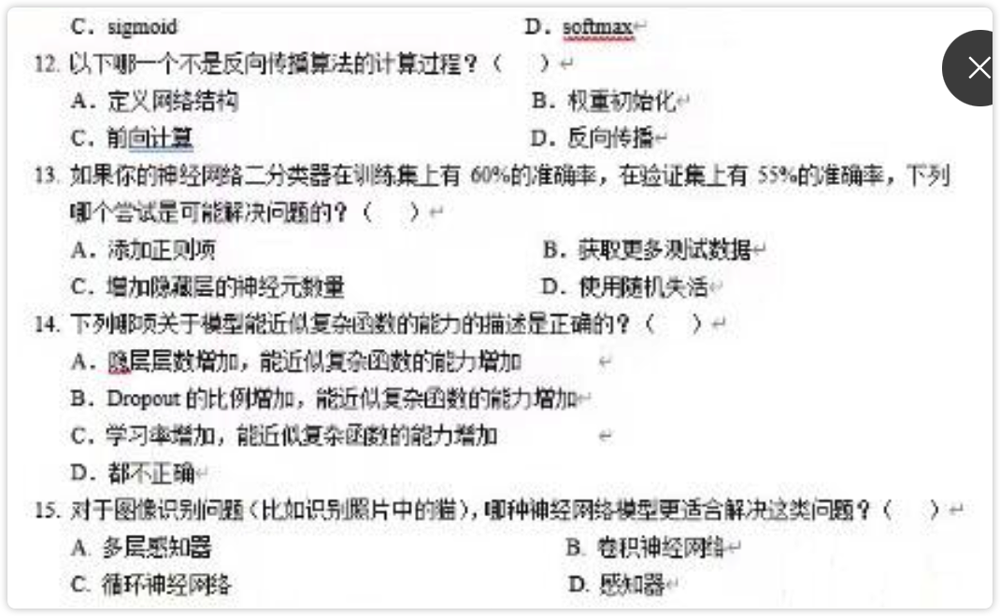 C. sigmoid D. softmax
12. 以下哪一个不是反向传播算法的计算过程?( )
A. 定义网络结构 B. 权重初始化
C. 前向计算 D. 反向传播
13. 如果你的神经网络二分类器在训练集上有 60%的准确率，在验证集上有 55%的准确率，下列
哪个尝试是可能解决问题的?( )
A. 添加正则项 B. 获取更多测试数据
C. 增加隐藏层的神经元数量 D. 使用随机失活
14. 下列哪项关于模型能近似复杂函数的能力的描述是正确的?( )
A. 隐层层数增加，能近似复杂函数的能力增加
B. Dropout 的比例增加，能近似复杂函数的能力增加
C. 学习率增加，能近似复杂函数的能力增加
D. 都不正确
15. 对于图像识别问题(比如识别照片中的猫),哪种神经网络模型更适合解决这类问题?( )
A. 多层感知器 B. 卷积神经网络
C. 循环神经网络 D. 感知器